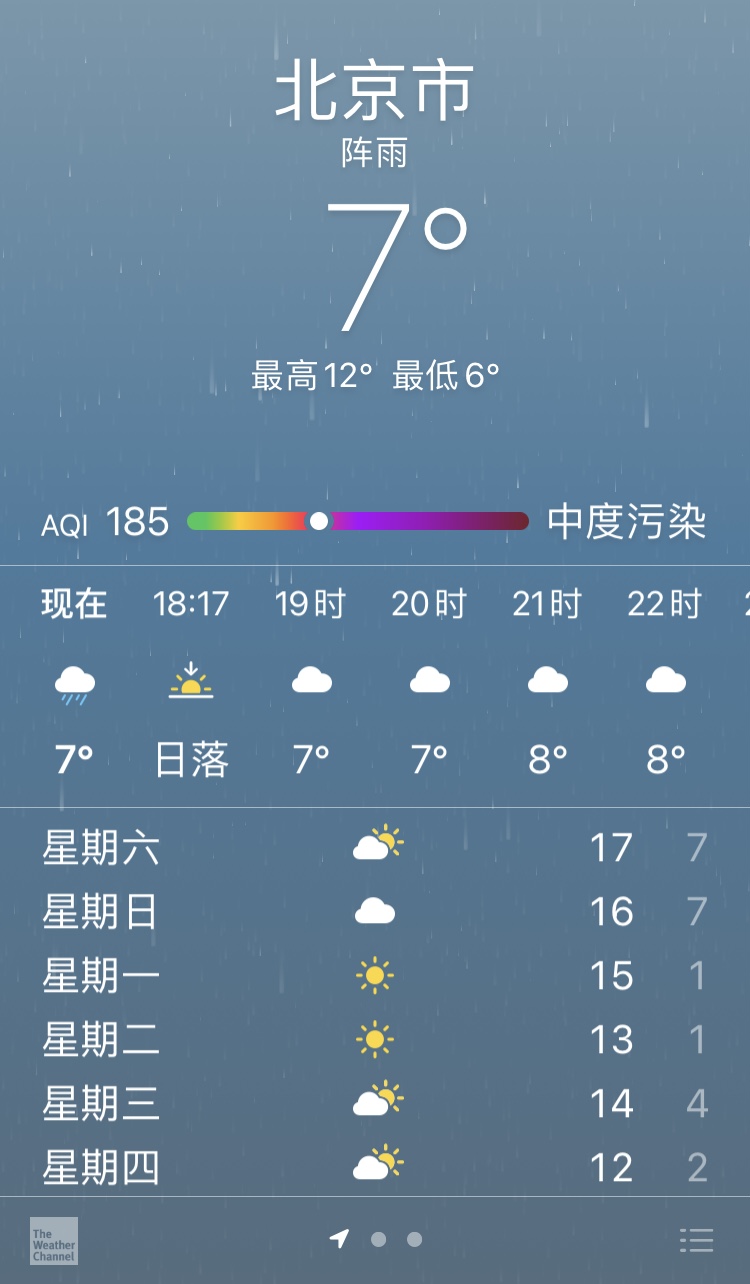 北京市
阵雨
7°
最高12° 最低6°
AQI 185 中度污染
现在 18:17 19时 20时 21时 22时
7° 日落 7° 7° 8° 8°
星期六 17 7
星期日 16 7
星期一 15 1
星期二 13 1
星期三 14 4
星期四 12 2
The
Weather
Channel